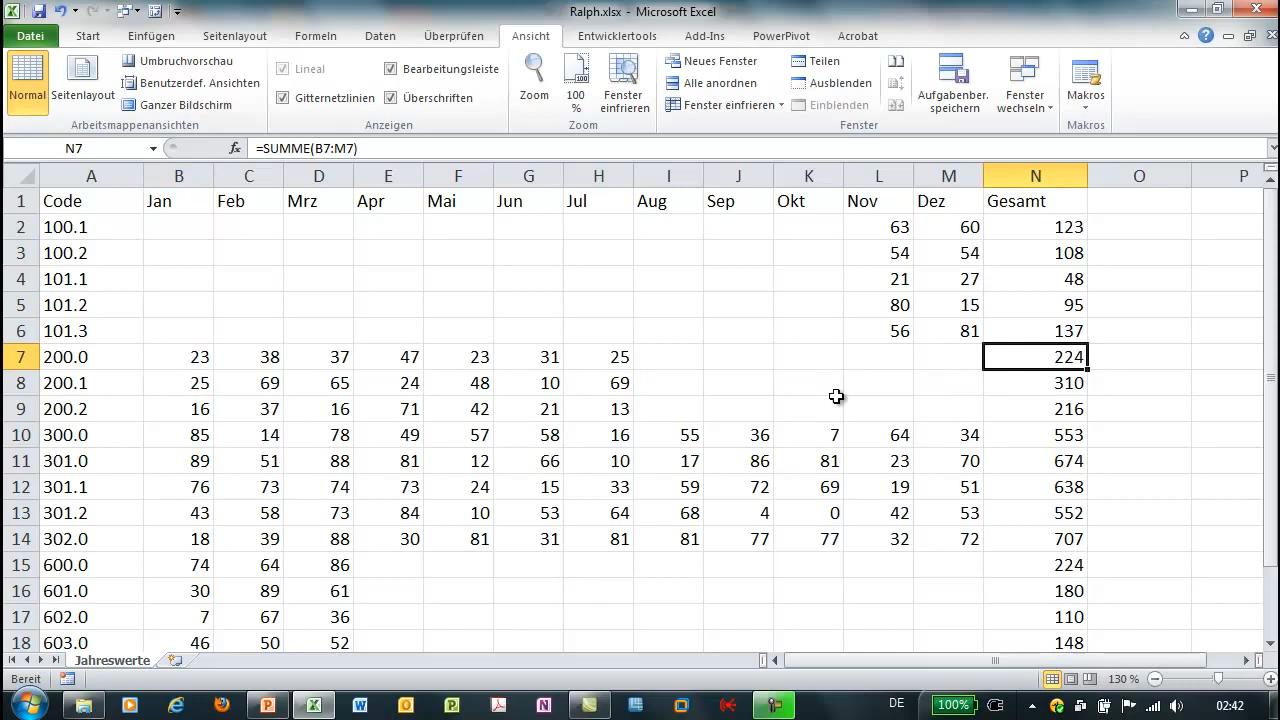 Ralph.xlsx - Microsoft Excel
Datei Start Einfügen Seitenlayout Formeln Daten Überprüfen Ansicht Entwicklertools Add-Ins PowerPivot Acrobat
Normal
Seitenlayout
Umbruchvorschau
Benutzerdef. Ansichten
Ganzer Bildschirm
Arbeitsmappenansichten
Lineal
Bearbeitungsleiste
Gitternetzlinien
Überschriften
Anzeigen
Zoom
100
%
Fenster
einfrieren
Zoom
Neues Fenster
Alle anordnen
Fenster einfrieren
Teilen
Ausblenden
Einblenden
Aufgabenber.
speichern
Fenster
wechseln
Fenster
Makros
Makros
N7 fx =SUMME(B7:M7)
A B C D E F G H I J K L M N O P
1 Code Jan Feb Mrz Apr Mai Jun Jul Aug Sep Okt Nov Dez Gesamt
2 100.1 63 60 123
3 100.2 54 54 108
4 101.1 21 27 48
5 101.2 80 15 95
6 101.3 56 81 137
7 200.0 23 38 37 47 23 31 25 224
8 200.1 25 69 65 24 48 10 69 310
9 200.2 16 37 16 71 42 21 13 216
10 300.0 85 14 78 49 57 58 16 55 36 7 64 34 553
11 301.0 89 51 88 81 12 66 10 17 86 81 23 70 674
12 301.1 76 73 74 73 24 15 33 59 72 69 19 51 638
13 301.2 43 58 73 84 10 53 64 68 4 0 42 53 552
14 302.0 18 39 88 30 81 31 81 81 77 77 32 72 707
15 600.0 74 64 86 224
16 601.0 30 89 61 180
17 602.0 7 67 36 110
18 603.0 46 50 52 148
Jahreswerte
Bereit 130 %
DE 100% 02:42